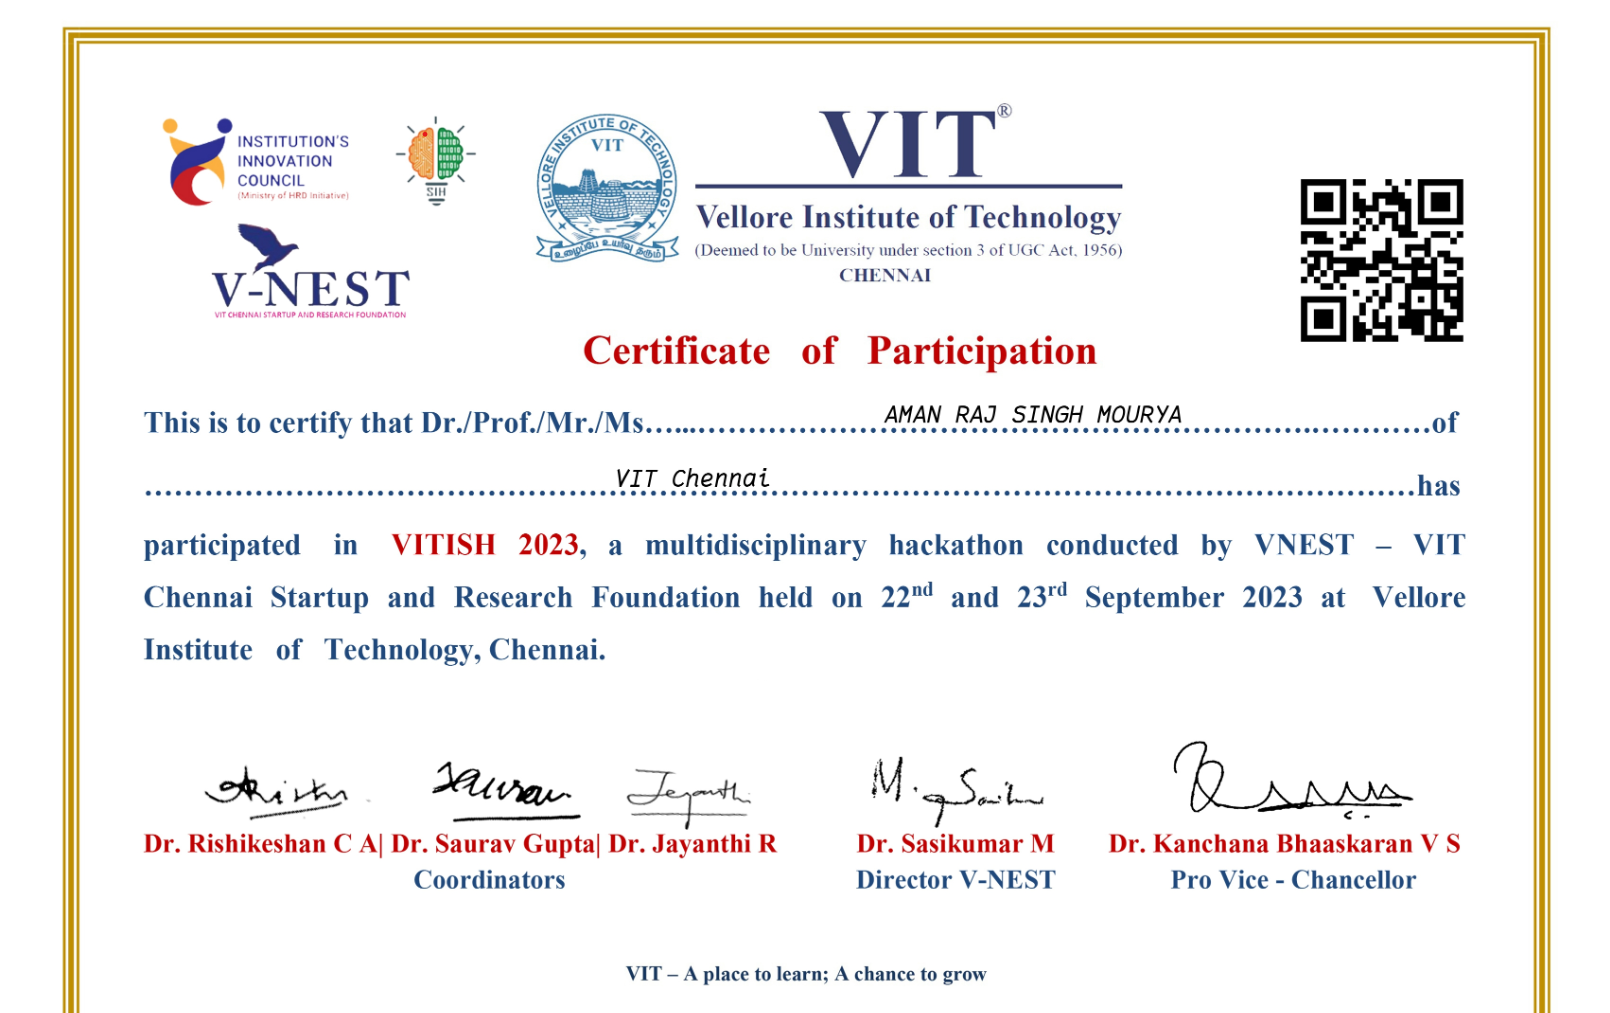 INSTITUTION'S
INNOVATION
COUNCIL
(Ministry of HRD Initiative)
SIH
V-NEST
VIT CHENNAI STARTUP AND RESEARCH FOUNDATION
VELLORE INSTITUTE OF TECHNOLOGY
VIT
உழைப்பே உயர்வு தரும்
VIT®
Vellore Institute of Technology
(Deemed to be University under section 3 of UGC Act, 1956)
CHENNAI
Certificate of Participation
This is to certify that Dr./Prof./Mr./Ms.................AMAN RAJ SINGH MOURYA.................of
.................VIT Chennai.................has
participated in VITISH 2023, a multidisciplinary hackathon conducted by VNEST – VIT
Chennai Startup and Research Foundation held on 22nd and 23rd September 2023 at Vellore
Institute of Technology, Chennai.
Dr. Rishikeshan C A| Dr. Saurav Gupta| Dr. Jayanthi R
Coordinators
Dr. Sasikumar M
Director V-NEST
Dr. Kanchana Bhaaskaran V S
Pro Vice - Chancellor
VIT – A place to learn; A chance to grow